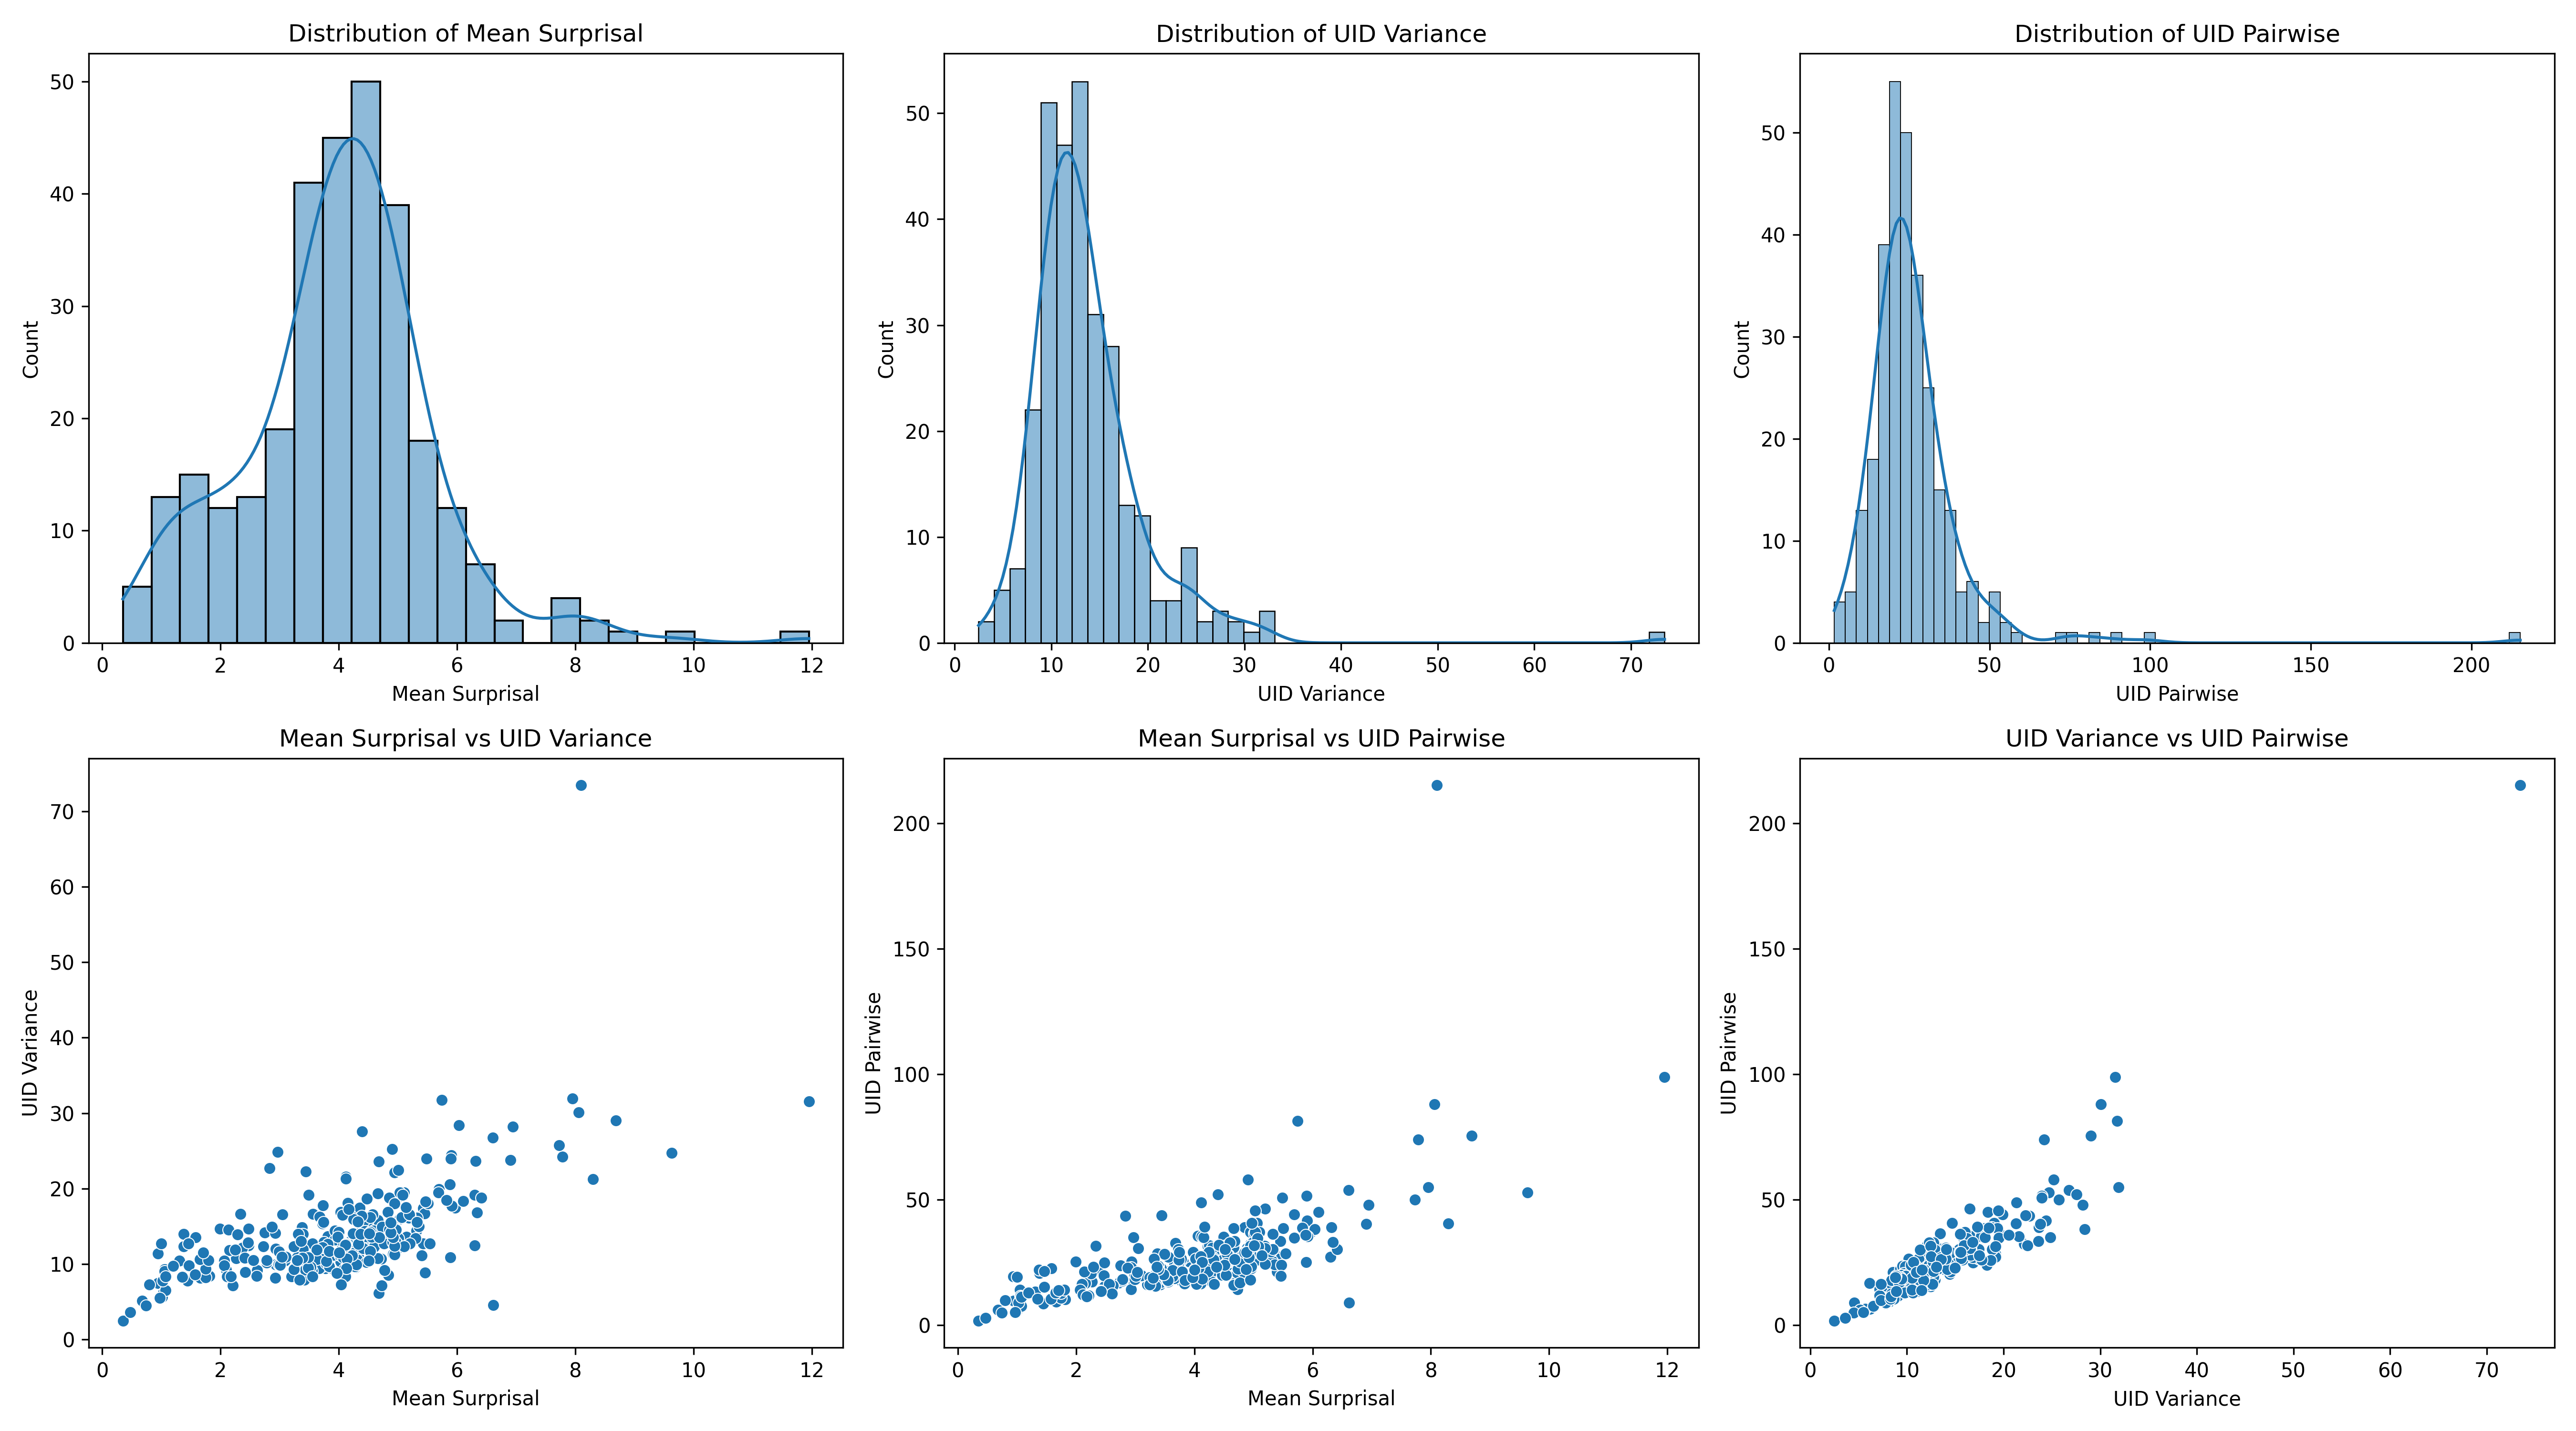 Distribution of Mean Surprisal
Count
50
40
30
20
10
0
0 2 4 6 8 10 12
Mean Surprisal
Distribution of UID Variance
Count
50
40
30
20
10
0
0 10 20 30 40 50 60 70
UID Variance
Distribution of UID Pairwise
Count
50
40
30
20
10
0
0 50 100 150 200
UID Pairwise
Mean Surprisal vs UID Variance
UID Variance
70
60
50
40
30
20
10
0
0 2 4 6 8 10 12
Mean Surprisal
Mean Surprisal vs UID Pairwise
UID Pairwise
200
150
100
50
0
0 2 4 6 8 10 12
Mean Surprisal
UID Variance vs UID Pairwise
UID Pairwise
200
150
100
50
0
0 10 20 30 40 50 60 70
UID Variance